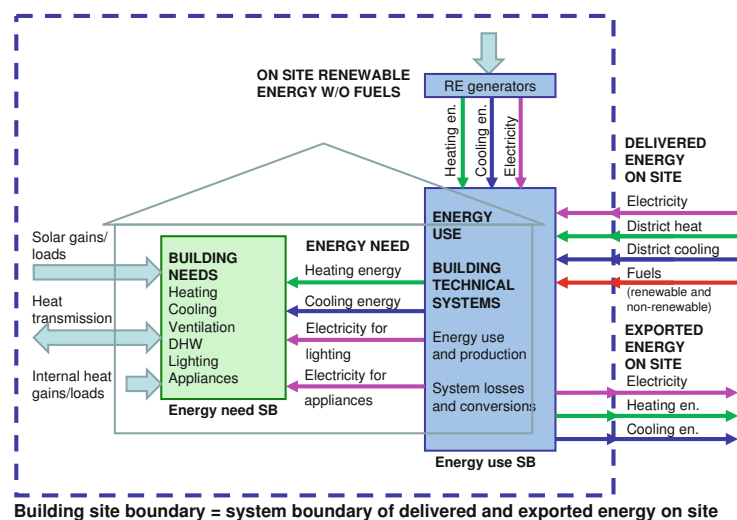 ON SITE RENEWABLE
ENERGY W/O FUELS
RE generators
Heating en.
Cooling en.
Electricity
DELIVERED
ENERGY
ON SITE
Electricity
District heat
District cooling
Fuels
(renewable and
non-renewable)
EXPORTED
ENERGY
ON SITE
Electricity
Heating en.
Cooling en.
Solar gains/
loads
Heat
transmission
Internal heat
gains/loads
BUILDING
NEEDS
Heating
Cooling
Ventilation
DHW
Lighting
Appliances
Energy need SB
ENERGY NEED
Heating energy
Cooling energy
Electricity for
lighting
Electricity for
appliances
ENERGY
USE
BUILDING
TECHNICAL
SYSTEMS
Energy use
and production
System losses
and conversions
Energy use SB
Building site boundary = system boundary of delivered and exported energy on site